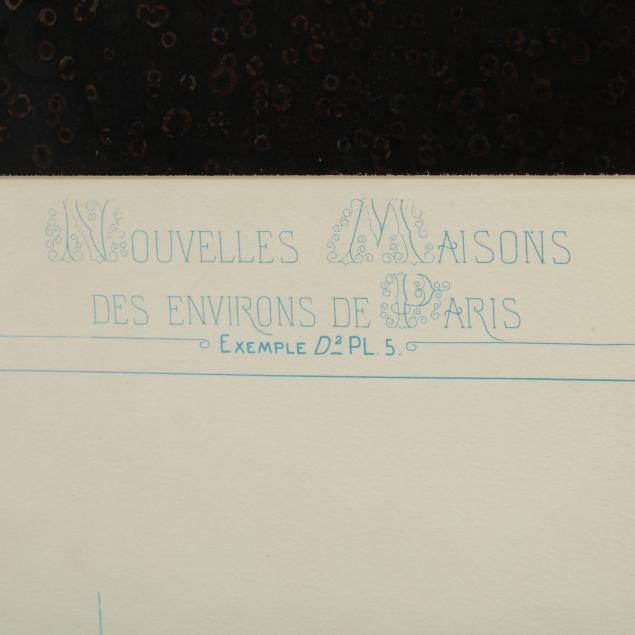 NOUVELLES MAISONS
DES ENVIRONS DE PARIS
EXEMPLE D² PL. 5.